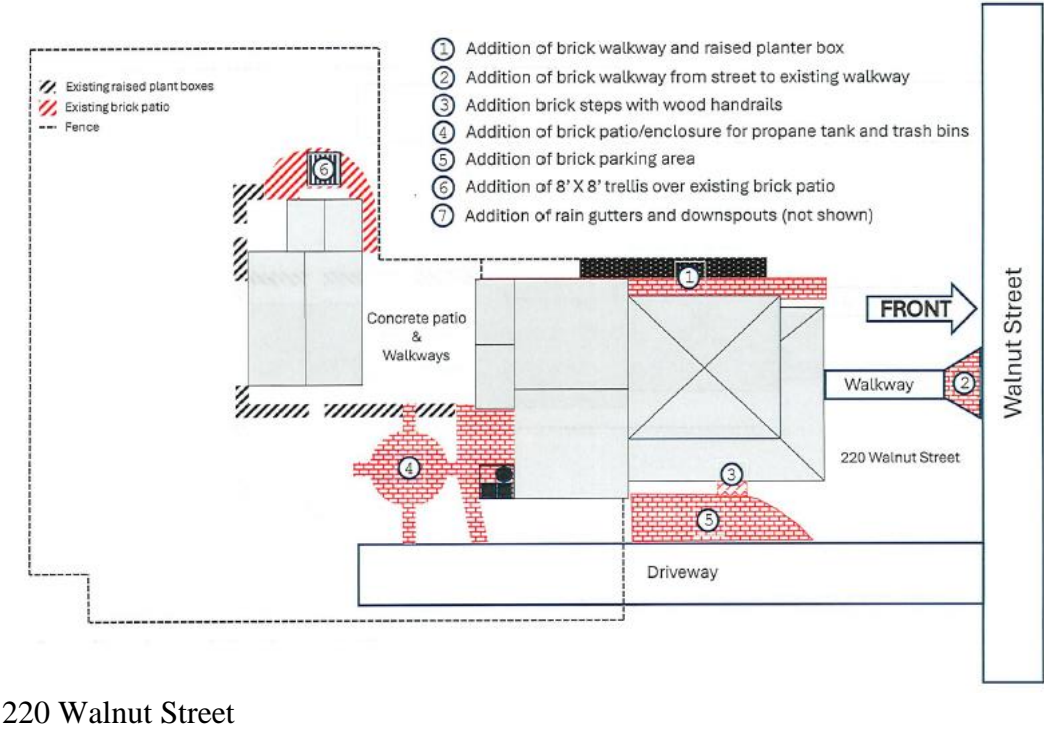 ① Addition of brick walkway and raised planter box
② Addition of brick walkway from street to existing walkway
③ Addition brick steps with wood handrails
④ Addition of brick patio/enclosure for propane tank and trash bins
⑤ Addition of brick parking area
⑥ Addition of 8' X 8' trellis over existing brick patio
⑦ Addition of rain gutters and downspouts (not shown)
Existing raised plant boxes
Existing brick patio
Fence
⑥
①
Concrete patio
&
Walkways
FRONT
Walnut Street
Walkway
②
220 Walnut Street
④
③
⑤
Driveway
220 Walnut Street